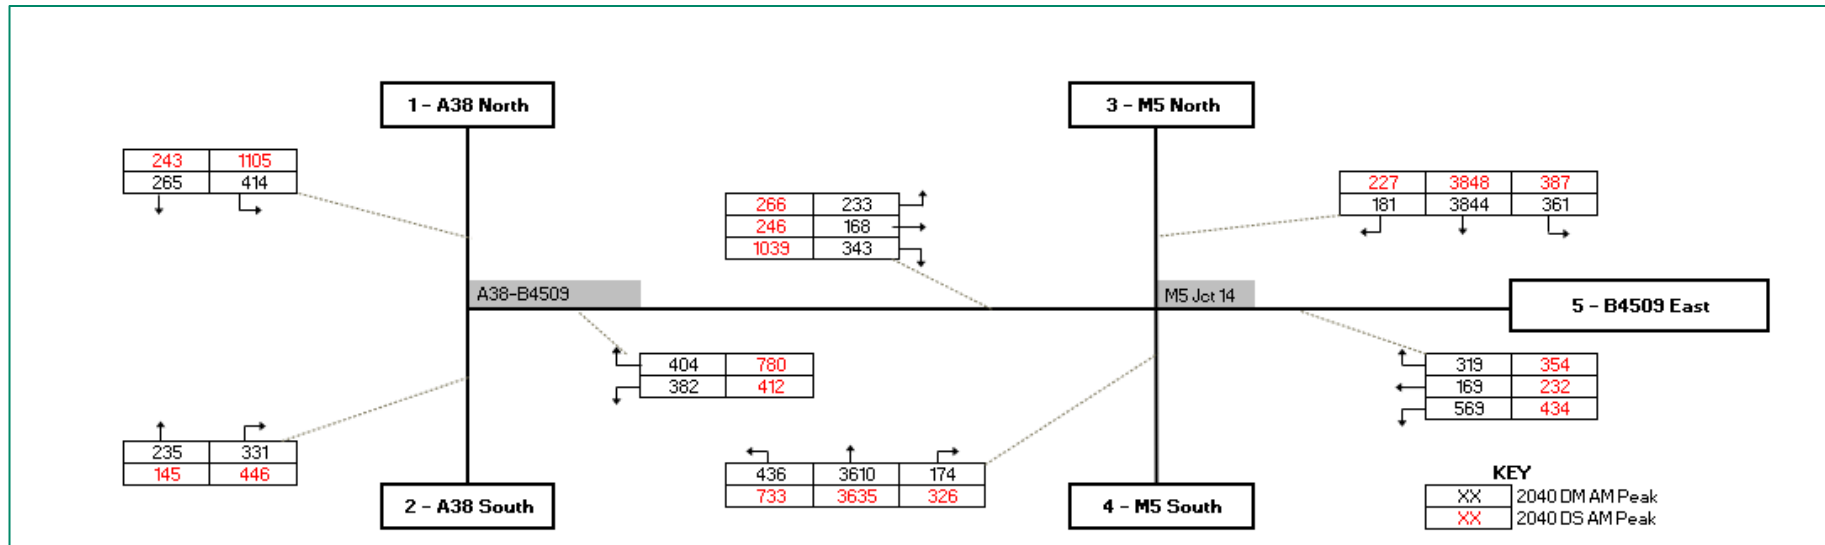 1 - A38 North
3 - M5 North
243 1105
265 414
266 233
246 168
1039 343
227 3848 387
181 3844 361
A38-B4509
M5 Jct 14
5 - B4509 East
404 780
382 412
319 354
169 232
569 434
235 331
145 446
436 3610 174
733 3635 326
2 - A38 South
4 - M5 South
KEY
XX 2040 DM AM Peak
XX 2040 DS AM Peak